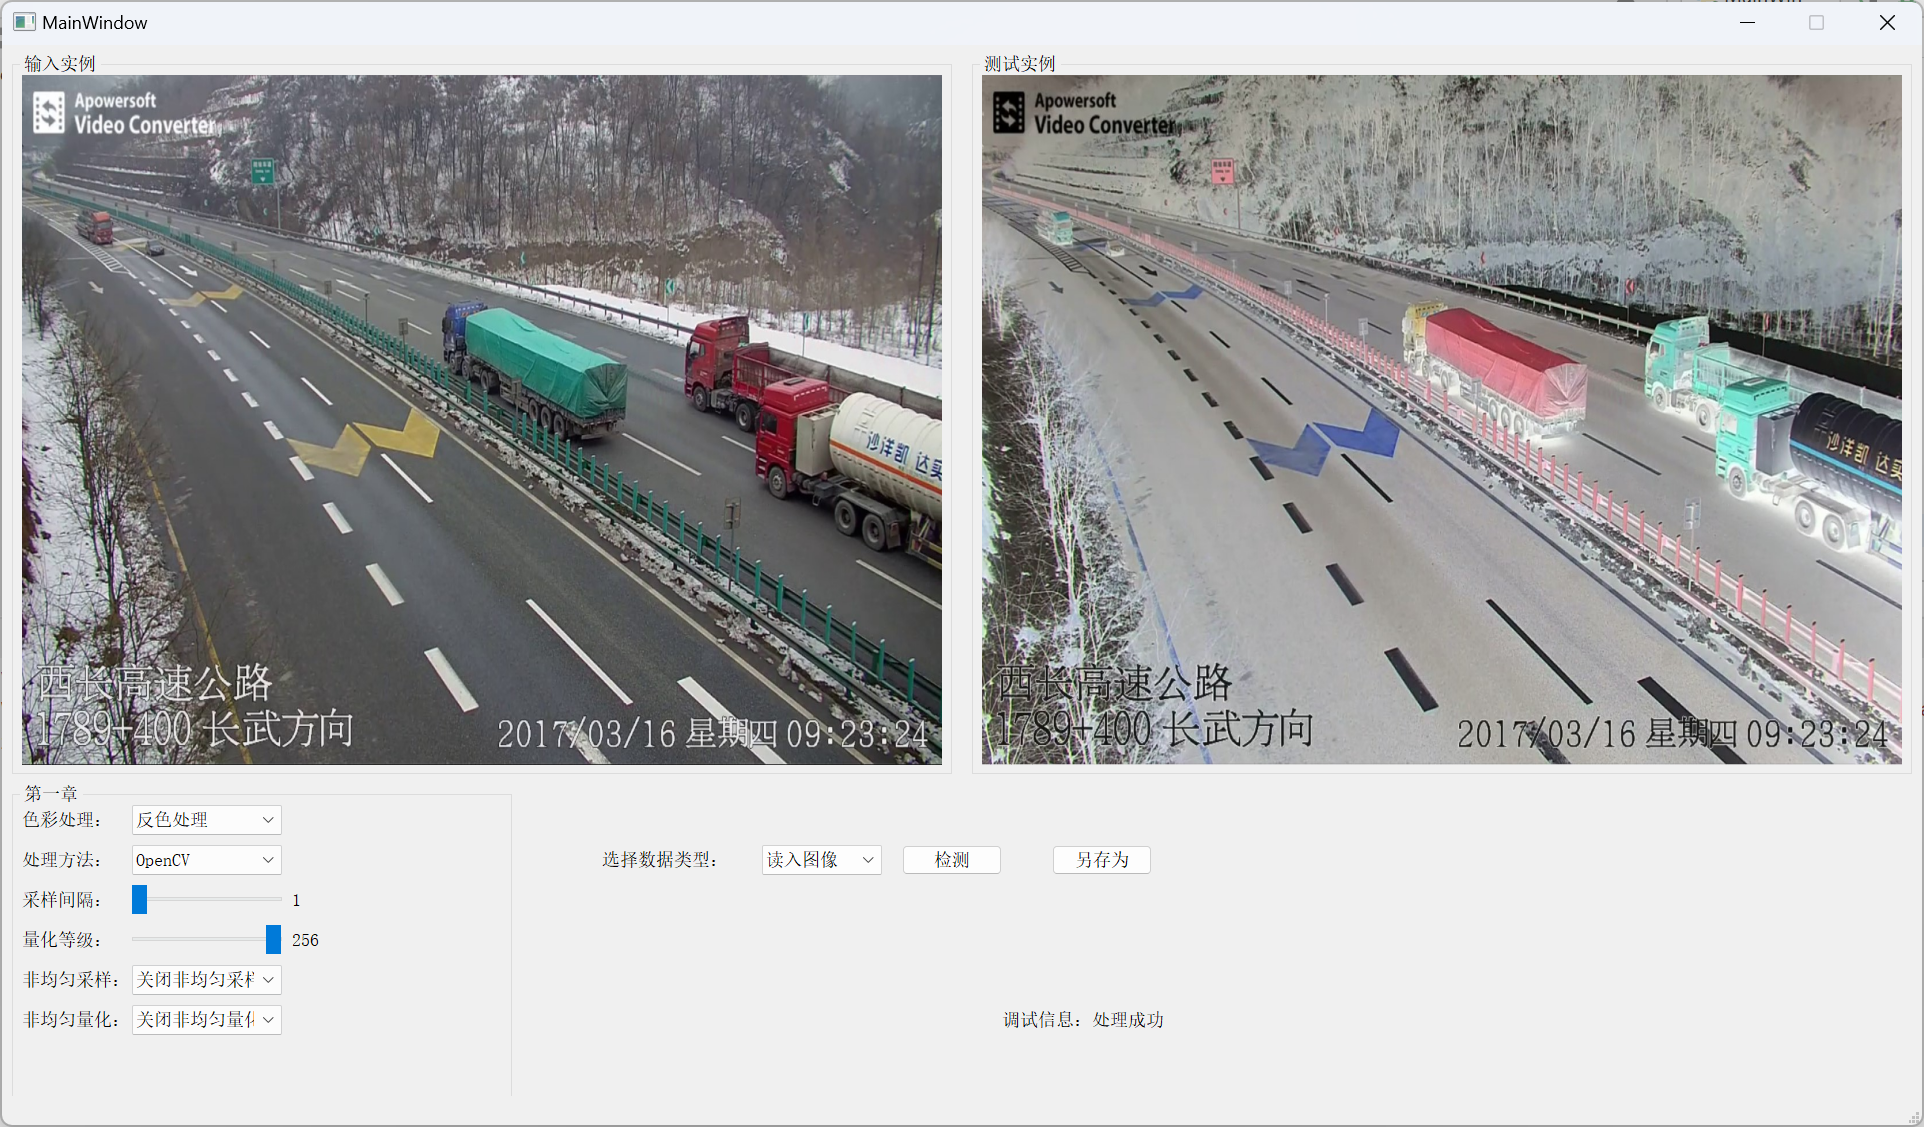 MainWindow
输入实例
Apowersoft
Video Converter
沙洋凯 达实
西长高速公路
1789+400 长武方向
2017/03/16 星期四 09:23:24
测试实例
Apowersoft
Video Converter
沙洋凯 达实
西长高速公路
1789+400 长武方向
2017/03/16 星期四 09:23:24
第一章
色彩处理： 反色处理
处理方法： OpenCV
采样间隔： 1
量化等级： 256
非均匀采样： 关闭非均匀采样
非均匀量化： 关闭非均匀量化
选择数据类型： 读入图像 检测 另存为
调试信息：处理成功